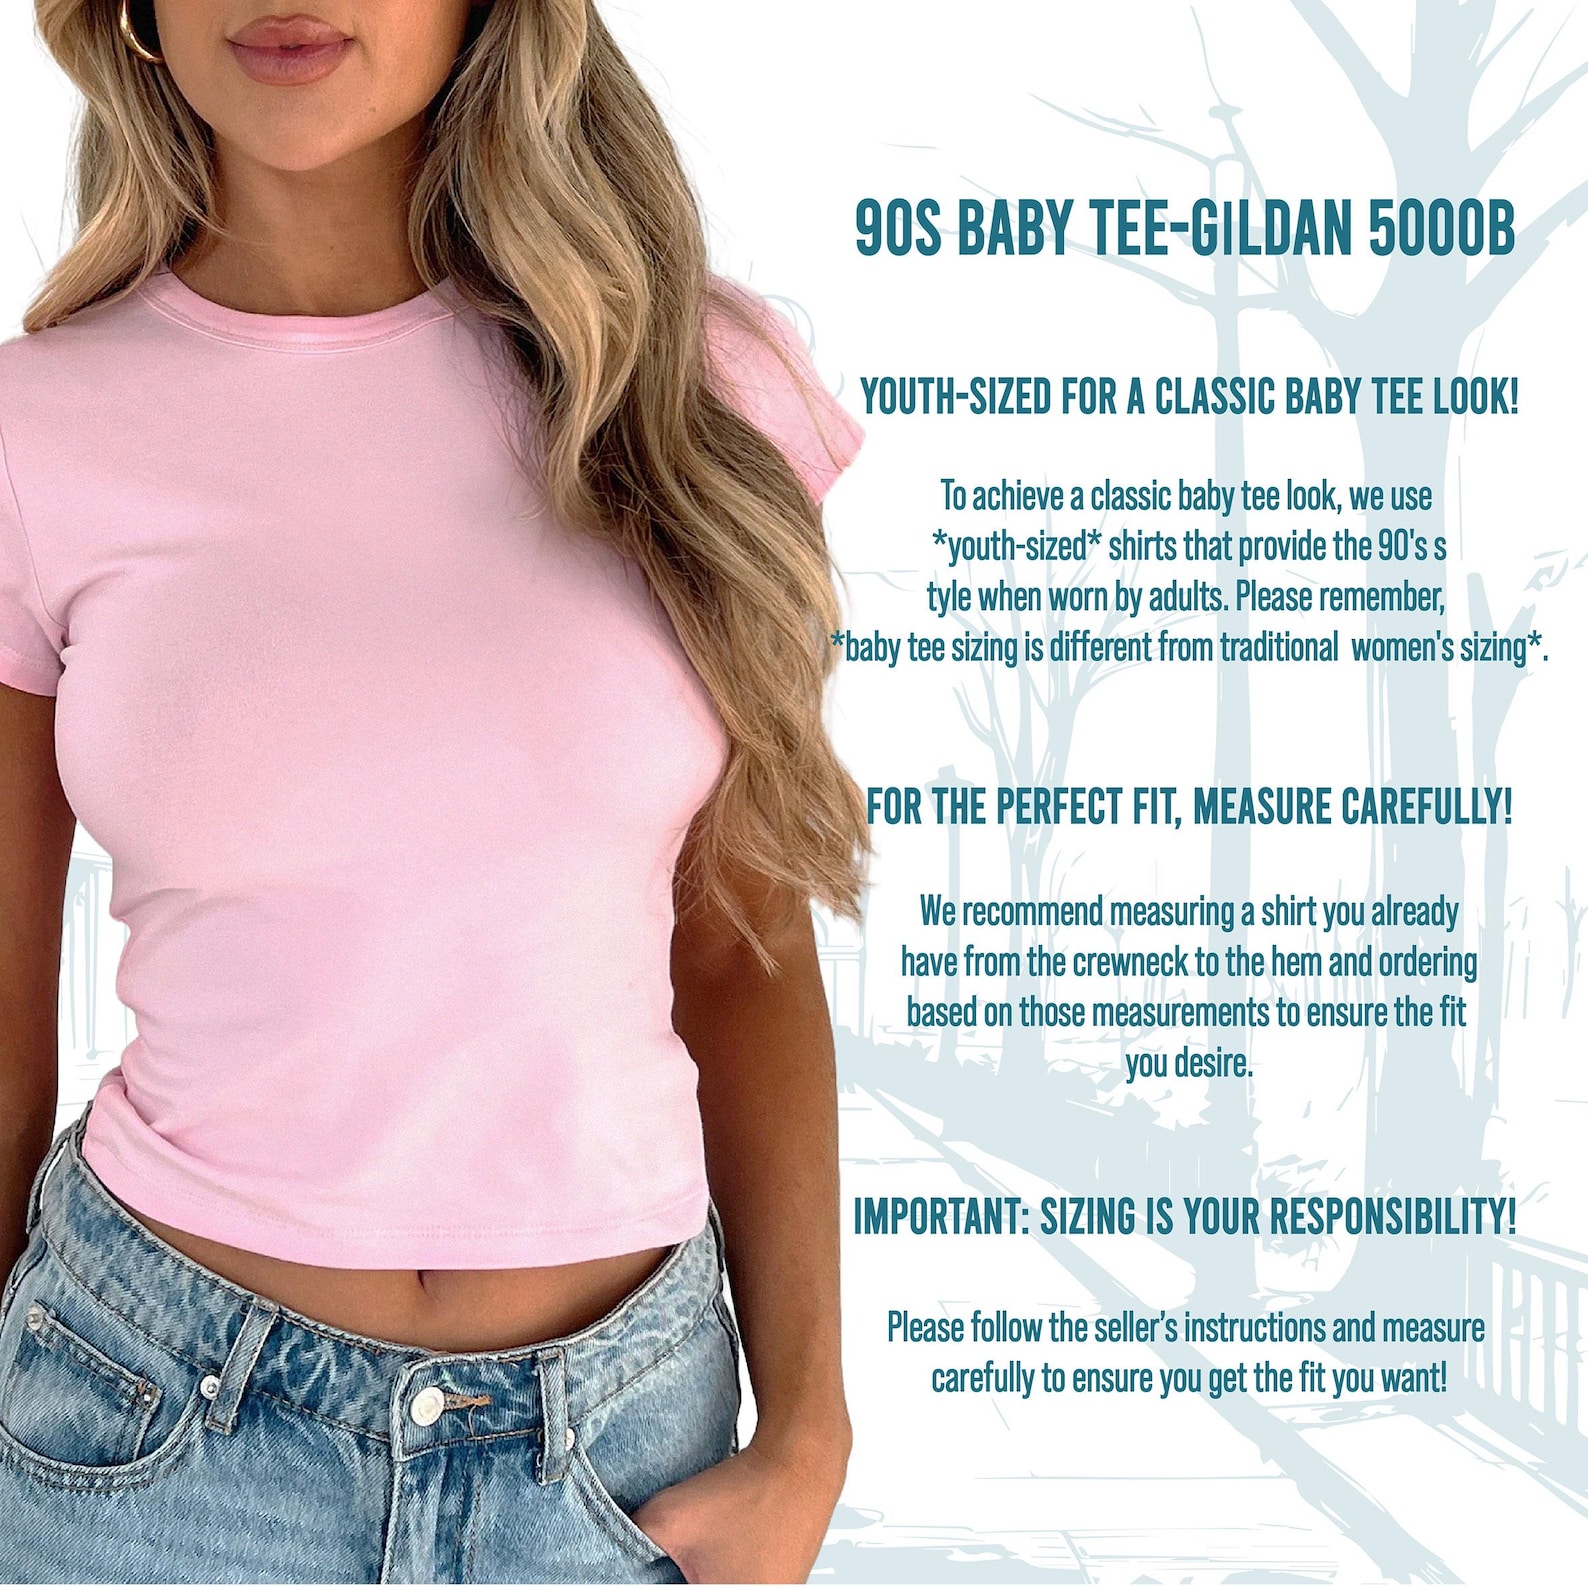 90S BABY TEE-GILDAN 5000B
YOUTH-SIZED FOR A CLASSIC BABY TEE LOOK!
To achieve a classic baby tee look, we use
*youth-sized* shirts that provide the 90's s
tyle when worn by adults. Please remember,
*baby tee sizing is different from traditional women's sizing*.
FOR THE PERFECT FIT, MEASURE CAREFULLY!
We recommend measuring a shirt you already
have from the crewneck to the hem and ordering
based on those measurements to ensure the fit
you desire.
IMPORTANT: SIZING IS YOUR RESPONSIBILITY!
Please follow the seller’s instructions and measure
carefully to ensure you get the fit you want!